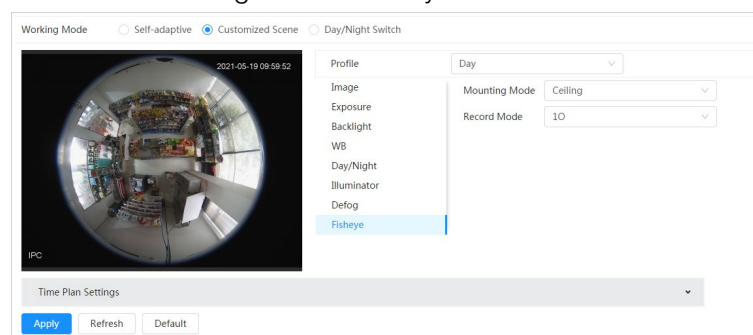 Working Mode Self-adaptive Customized Scene Day/Night Switch
2021-05-19 09:59:52
IPC
Profile Day
Image
Exposure
Backlight
WB
Day/Night
Illuminator
Defog
Fisheye
Mounting Mode Ceiling
Record Mode 1O
Time Plan Settings
Apply Refresh Default